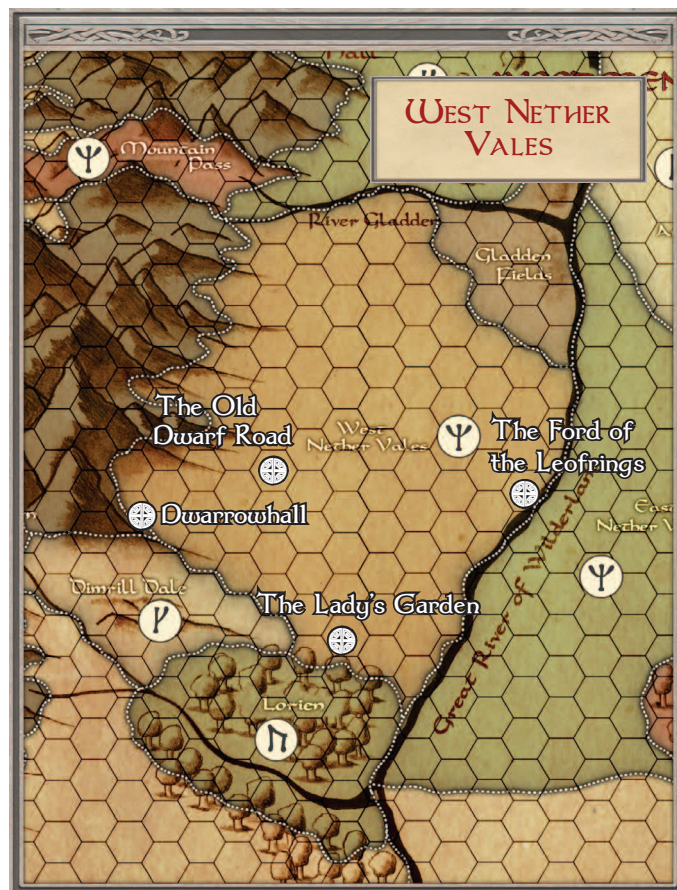 West Nether
Vales
Mountain
Pass
River Gladden
Gladden
Fields
The Old
Dwarf Road
West
Nether Vales
The Ford of
the Leofrings
Dwarrowhall
Dimrill Dale
The Lady's Garden
Great River of Wilderland
Lorien